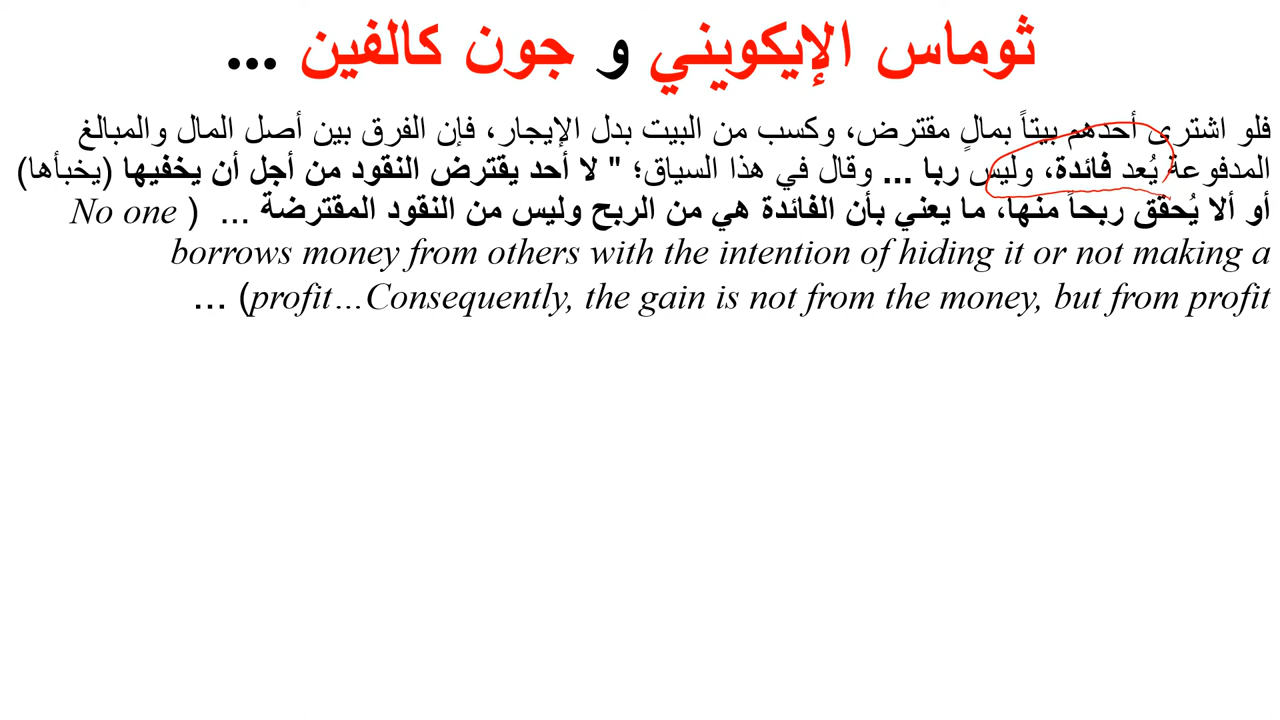 ثوماس الإيكويني و جون كالفين ...
فلو اشترى أحدهم بيتاً بمالٍ مقترض، وكسب من البيت بدل الإيجار، فإن الفرق بين أصل المال والمبالغ
المدفوعة يُعد فائدة، وليس ربا ... وقال في هذا السياق؛ " لا أحد يقترض النقود من أجل أن يخفيها (يخبأها)
أو ألا يُحقق ربحاً منها، ما يعني بأن الفائدة هي من الربح وليس من النقود المقترضة ... ( No one
borrows money from others with the intention of hiding it or not making a
profit…Consequently, the gain is not from the money, but from profit) ...